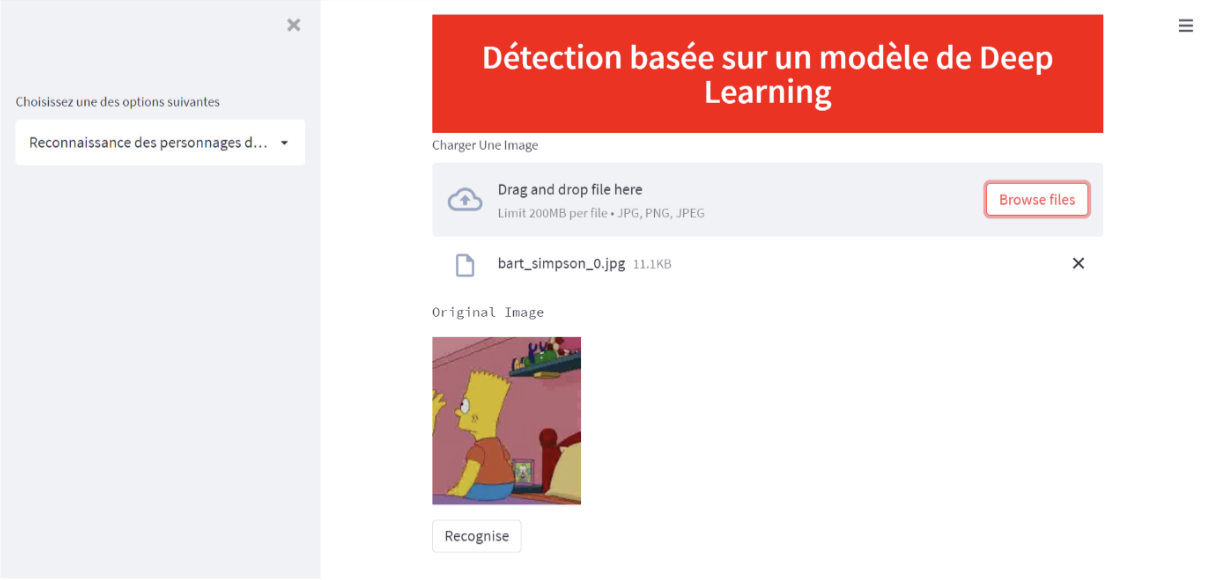 Choisissez une des options suivantes
Reconnaissance des personnages d...
Détection basée sur un modèle de Deep
Learning
Charger Une Image
Drag and drop file here
Limit 200MB per file • JPG, PNG, JPEG
Browse files
bart_simpson_0.jpg 11.1KB
Original Image
Recognise